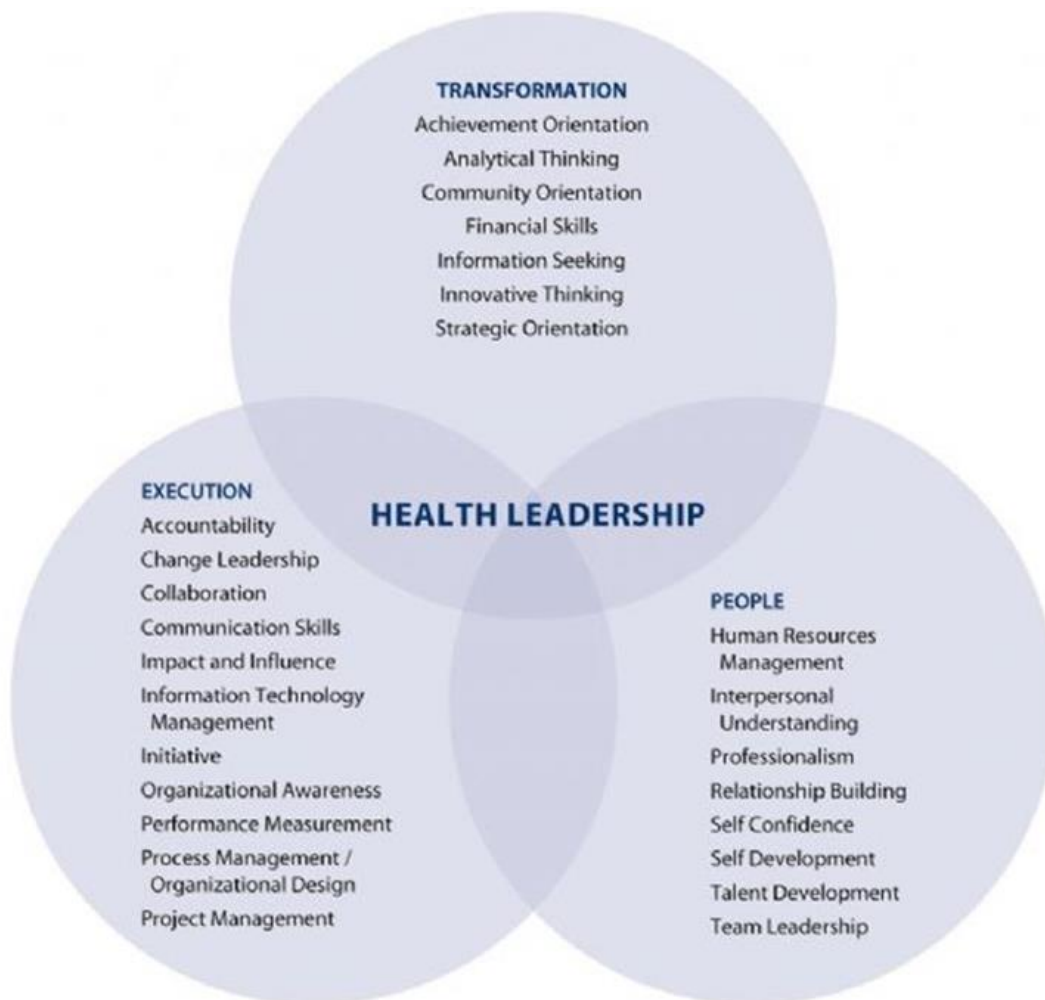 TRANSFORMATION
Achievement Orientation
Analytical Thinking
Community Orientation
Financial Skills
Information Seeking
Innovative Thinking
Strategic Orientation
HEALTH LEADERSHIP
EXECUTION
Accountability
Change Leadership
Collaboration
Communication Skills
Impact and Influence
Information Technology
Management
Initiative
Organizational Awareness
Performance Measurement
Process Management /
Organizational Design
Project Management
PEOPLE
Human Resources
Management
Interpersonal
Understanding
Professionalism
Relationship Building
Self Confidence
Self Development
Talent Development
Team Leadership